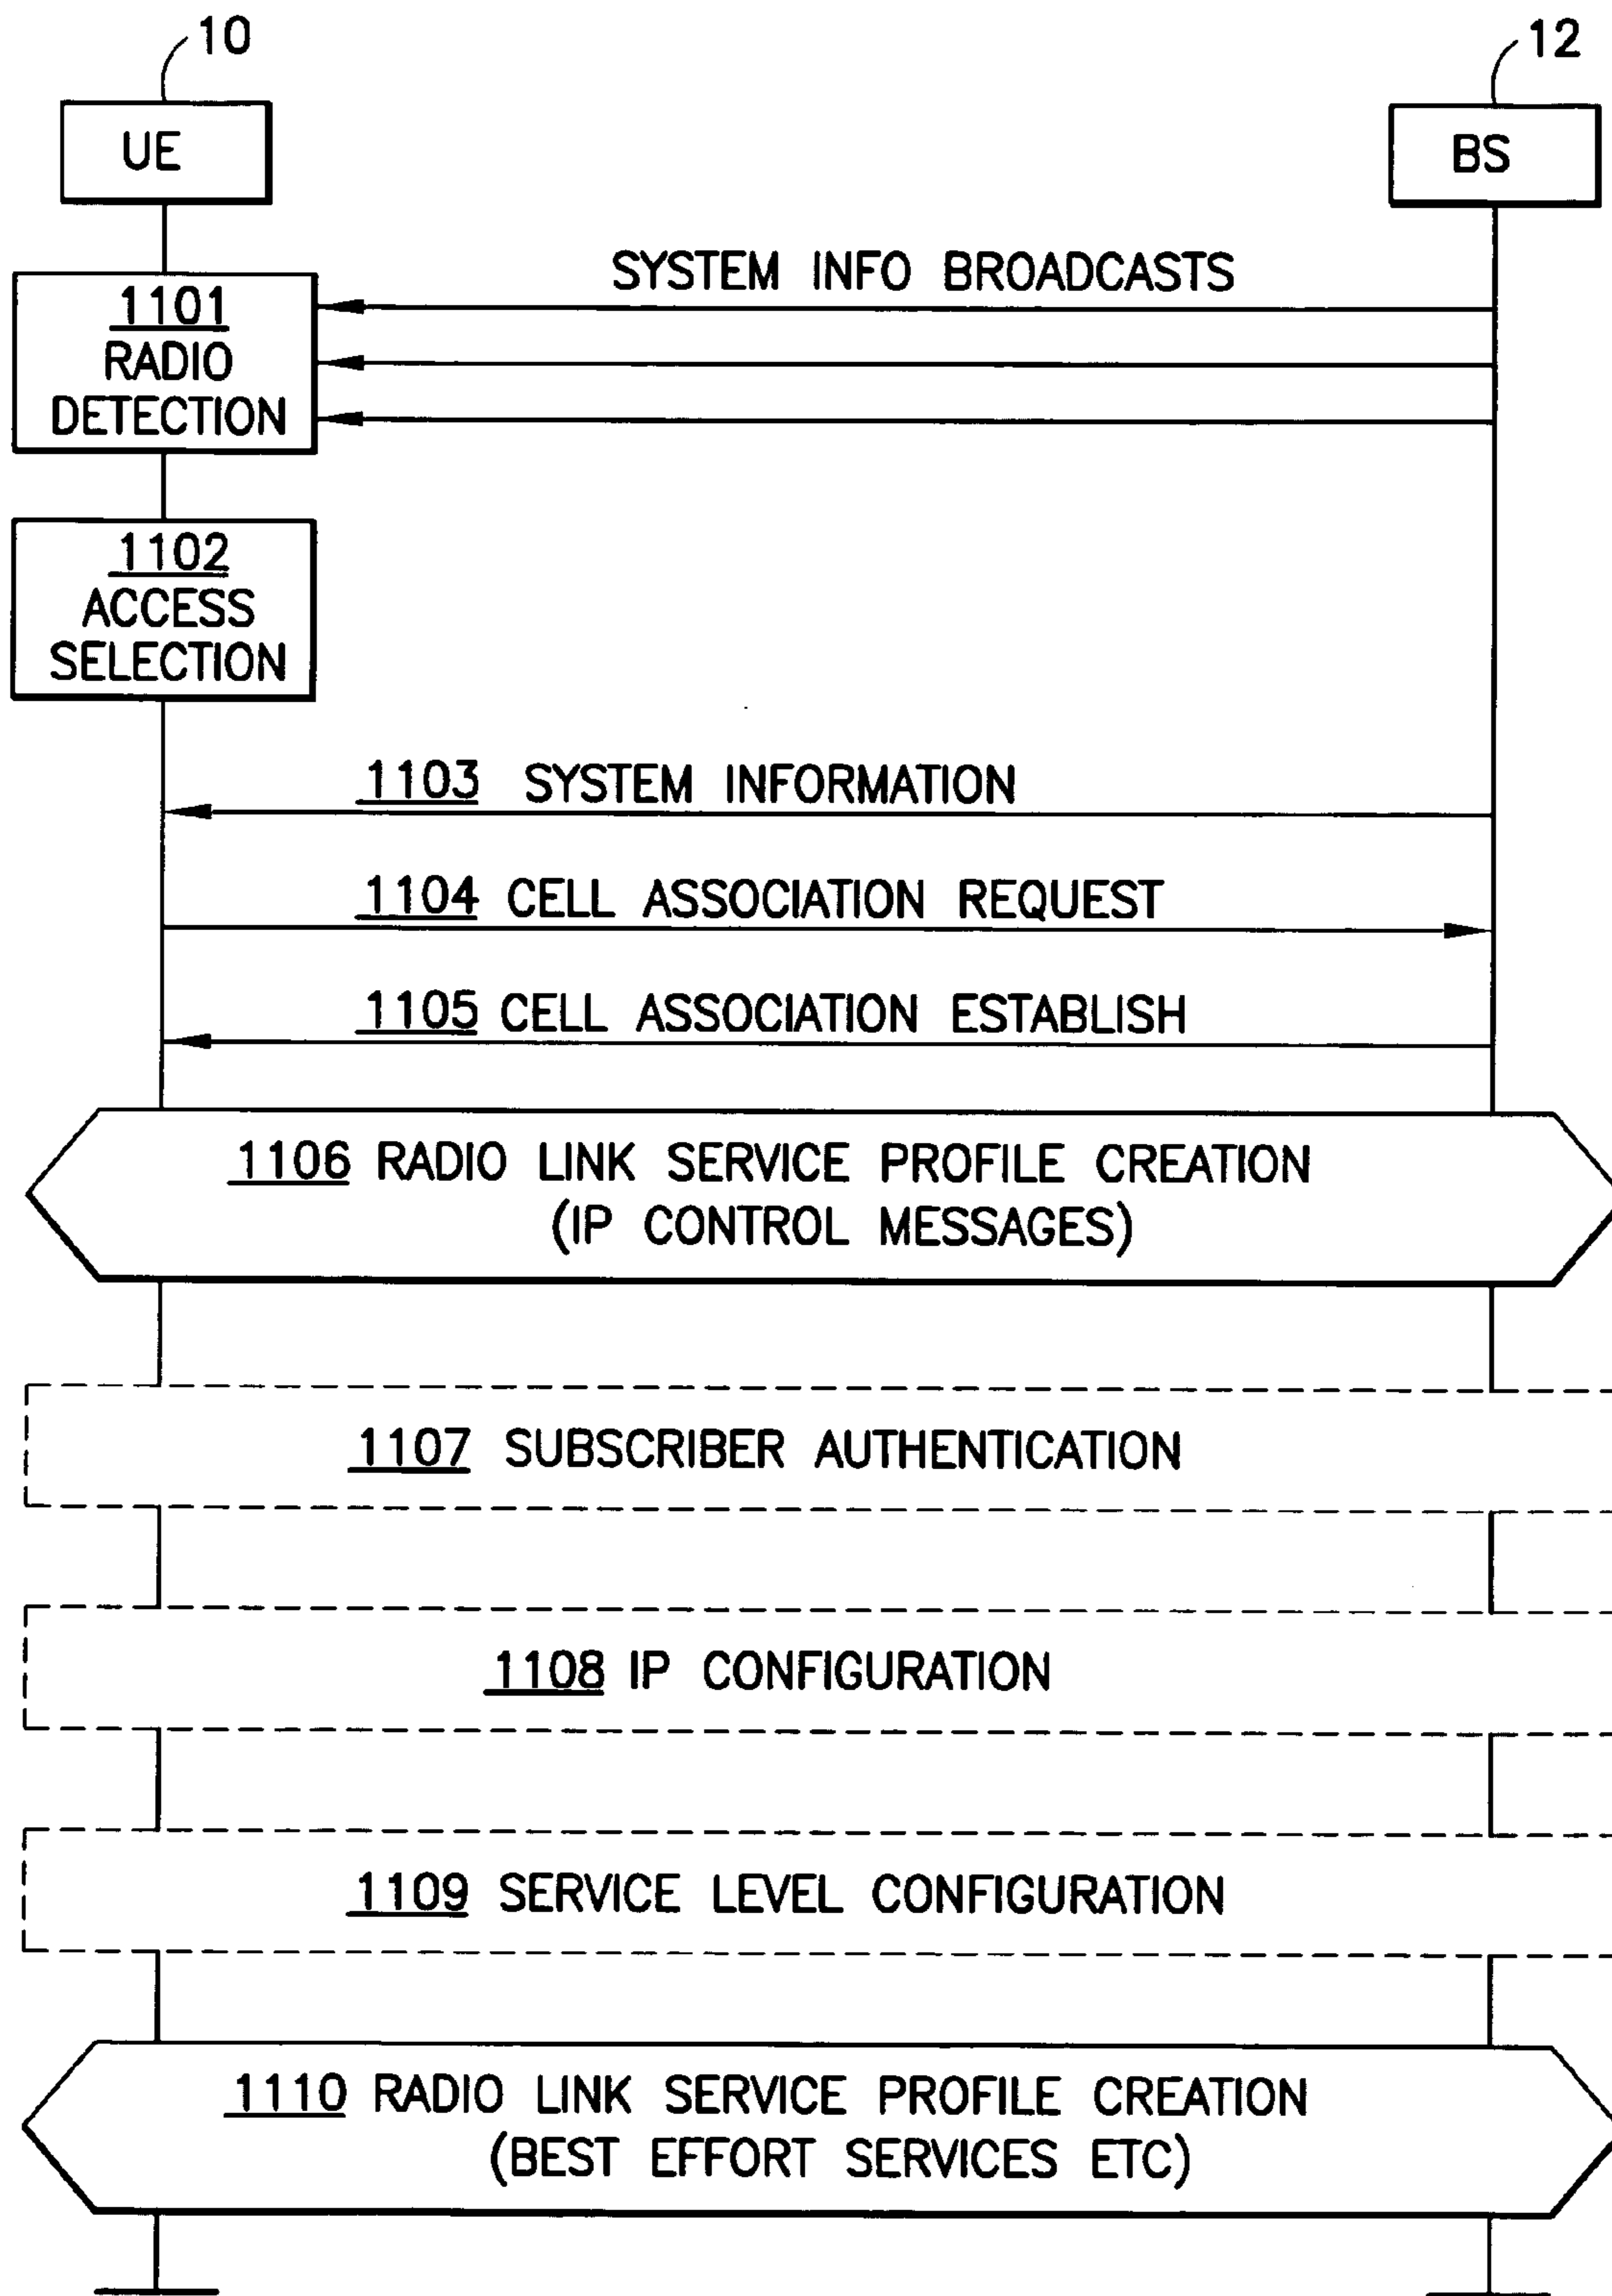 10
12
UE
BS
SYSTEM INFO BROADCASTS
1101
RADIO
DETECTION
1102
ACCESS
SELECTION
1103 SYSTEM INFORMATION
1104 CELL ASSOCIATION REQUEST
1105 CELL ASSOCIATION ESTABLISH
1106 RADIO LINK SERVICE PROFILE CREATION
(IP CONTROL MESSAGES)
1107 SUBSCRIBER AUTHENTICATION
1108 IP CONFIGURATION
1109 SERVICE LEVEL CONFIGURATION
1110 RADIO LINK SERVICE PROFILE CREATION
(BEST EFFORT SERVICES ETC)